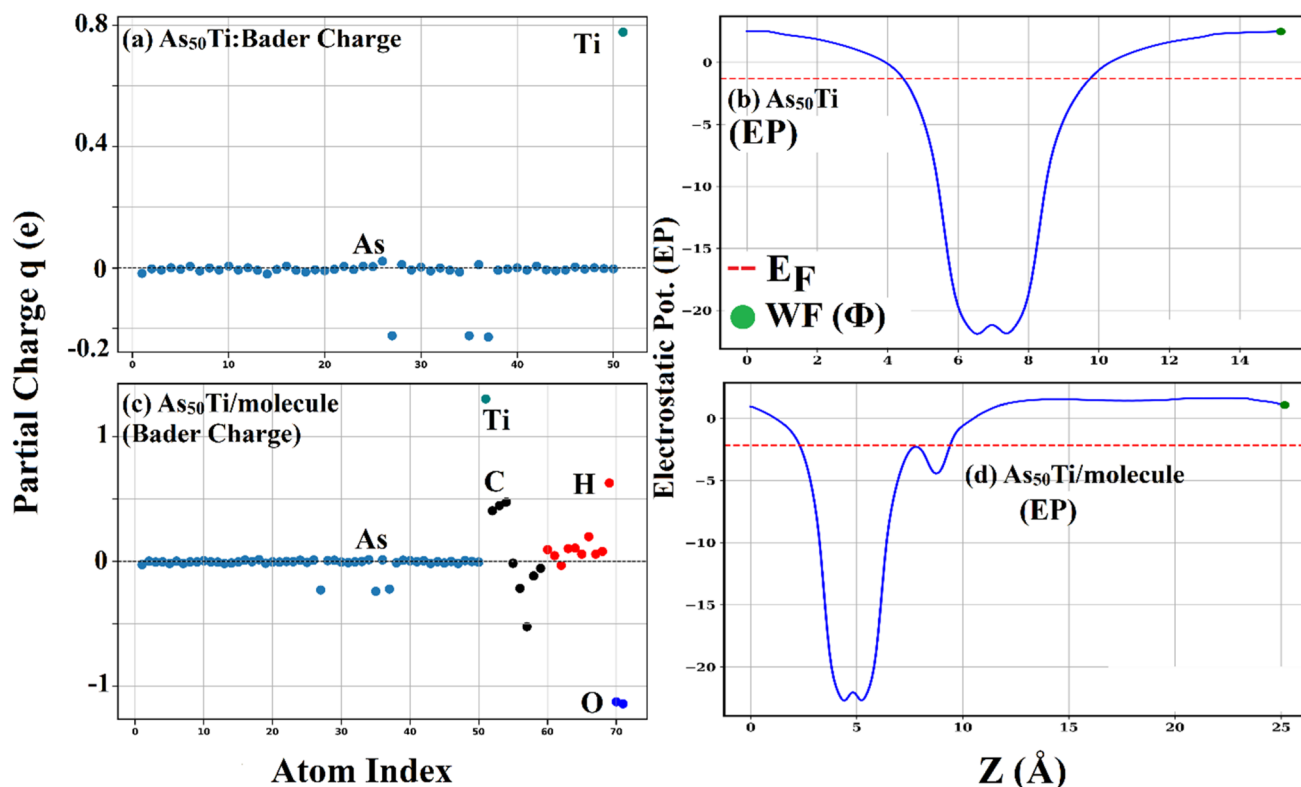 (a) As₅₀Ti:Bader Charge
Ti
As
0.8
0.4
0
-0.2
0
10
20
30
40
50
(b) As₅₀Ti
(EP)
E_F
WF (Φ)
0
−5
−10
−15
−20
0
2
4
6
8
10
12
14
(c) As₅₀Ti/molecule
(Bader Charge)
Ti
C
H
As
O
1
0
-1
0
10
20
30
40
50
60
70
(d) As₅₀Ti/molecule
(EP)
0
−5
−10
−15
−20
0
5
10
15
20
25
Partial Charge q (e)
Electrostatic Pot. (EP)
Atom Index
Z (Å)